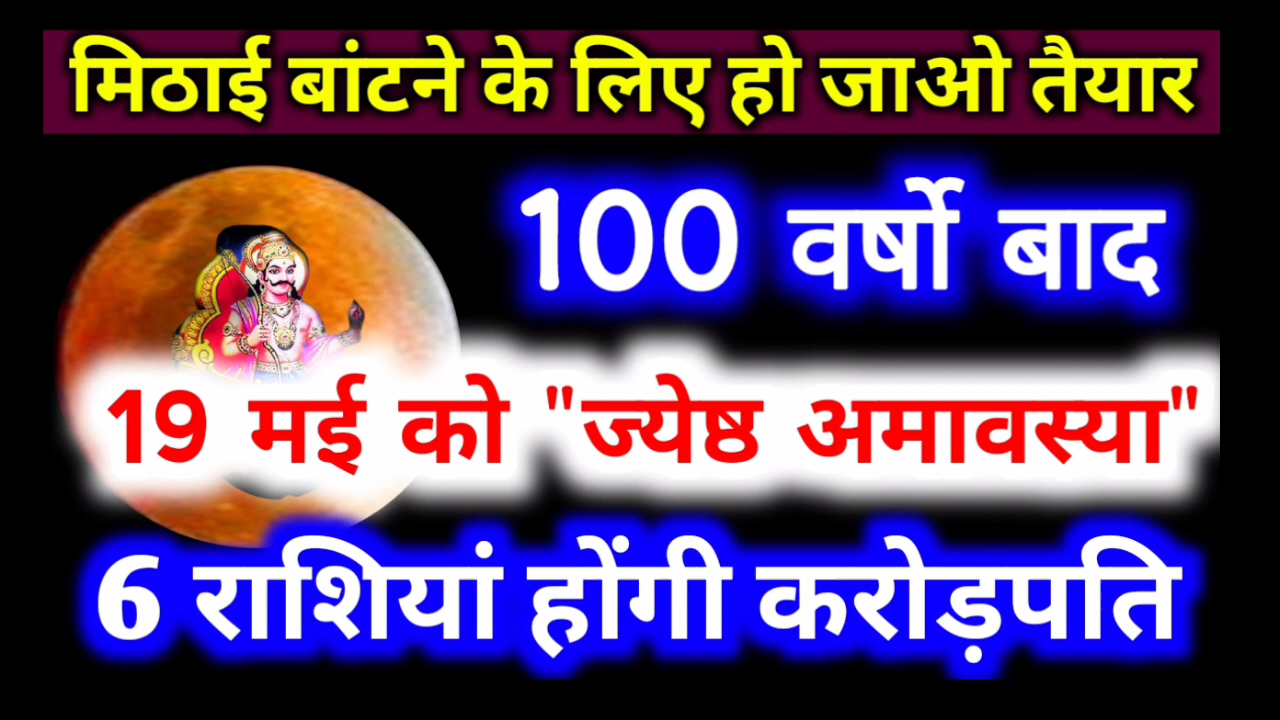 मिठाई बांटने के लिए हो जाओ तैयार
100 वर्षो बाद
19 मई को "ज्येष्ठ अमावस्या"
6 राशियां होंगी करोड़पति